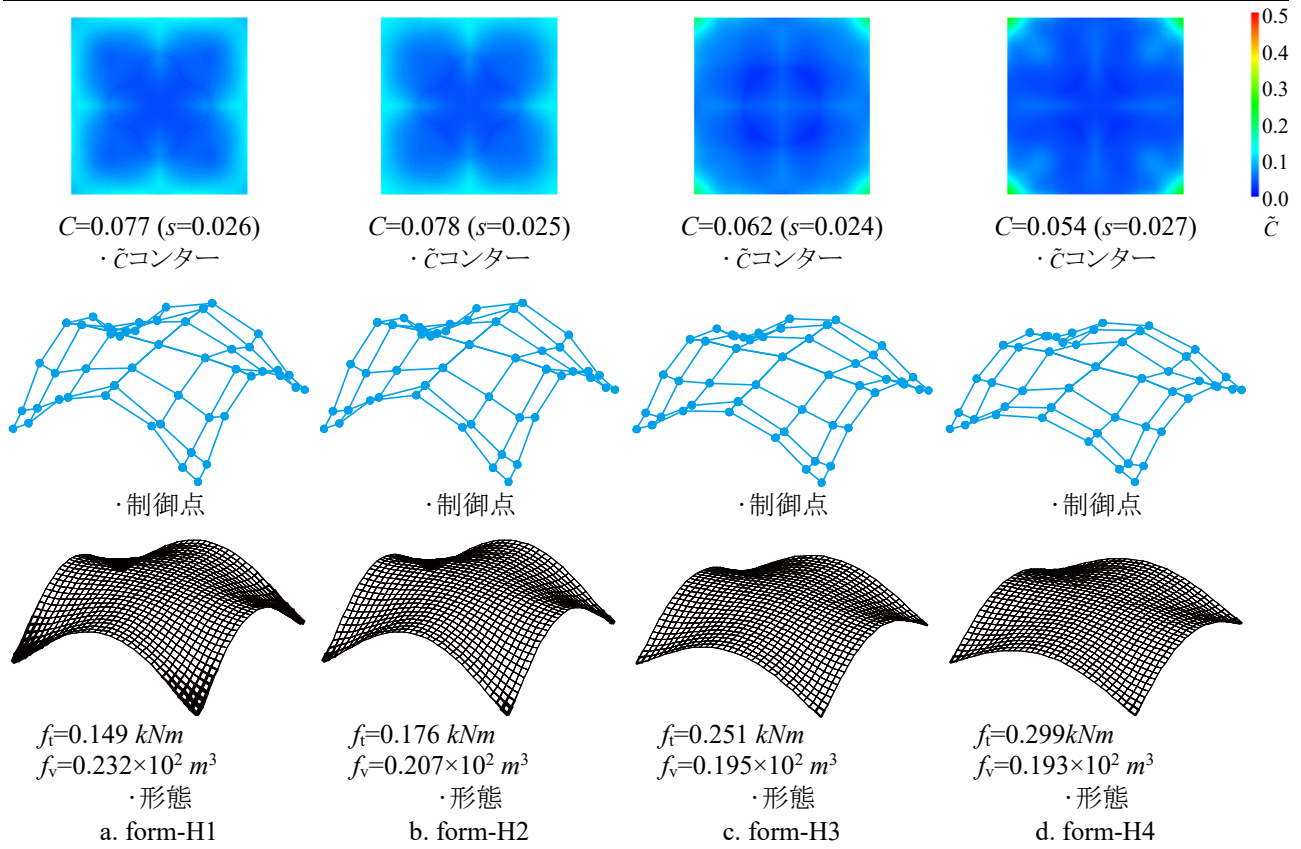 0.5
0.4
0.3
0.2
0.1
0.0
C̃
C=0.077 (s=0.026)
C=0.078 (s=0.025)
C=0.062 (s=0.024)
C=0.054 (s=0.027)
・C̃コンター
・C̃コンター
・C̃コンター
・C̃コンター
・制御点
・制御点
・制御点
・制御点
ft=0.149 kNm
fv=0.232×10² m³
・形態
a. form-H1
ft=0.176 kNm
fv=0.207×10² m³
・形態
b. form-H2
ft=0.251 kNm
fv=0.195×10² m³
・形態
c. form-H3
ft=0.299kNm
fv=0.193×10² m³
・形態
d. form-H4